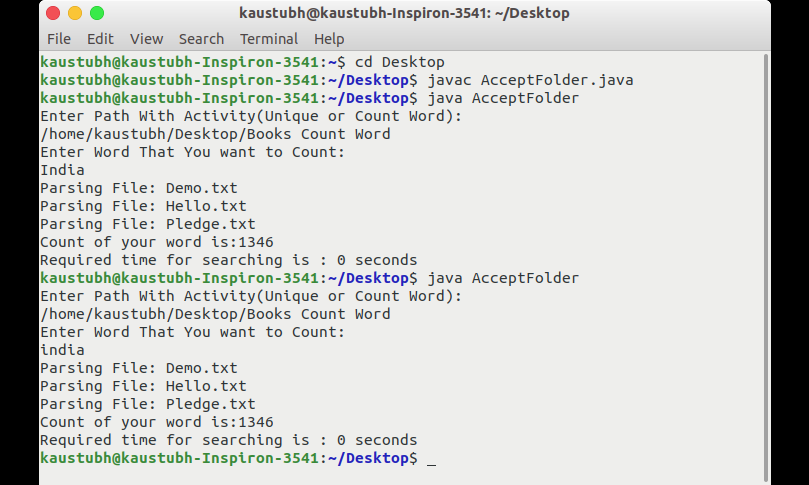 kaustubh@kaustubh-Inspiron-3541: ~/Desktop
File Edit View Search Terminal Help
kaustubh@kaustubh-Inspiron-3541:~$ cd Desktop
kaustubh@kaustubh-Inspiron-3541:~/Desktop$ javac AcceptFolder.java
kaustubh@kaustubh-Inspiron-3541:~/Desktop$ java AcceptFolder
Enter Path With Activity(Unique or Count Word):
/home/kaustubh/Desktop/Books Count Word
Enter Word That You want to Count:
India
Parsing File: Demo.txt
Parsing File: Hello.txt
Parsing File: Pledge.txt
Count of your word is:1346
Required time for searching is : 0 seconds
kaustubh@kaustubh-Inspiron-3541:~/Desktop$ java AcceptFolder
Enter Path With Activity(Unique or Count Word):
/home/kaustubh/Desktop/Books Count Word
Enter Word That You want to Count:
india
Parsing File: Demo.txt
Parsing File: Hello.txt
Parsing File: Pledge.txt
Count of your word is:1346
Required time for searching is : 0 seconds
kaustubh@kaustubh-Inspiron-3541:~/Desktop$ _